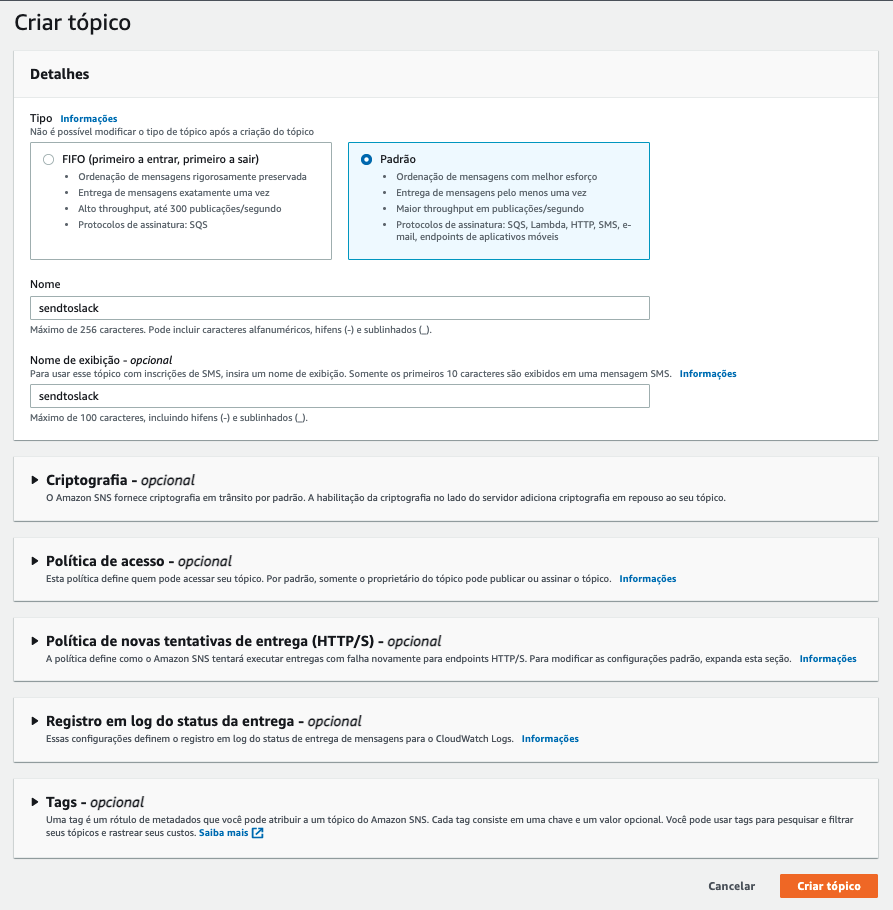 Criar tópico
Detalhes
Tipo Informações
Não é possível modificar o tipo de tópico após a criação do tópico
FIFO (primeiro a entrar, primeiro a sair)
• Ordenação de mensagens rigorosamente preservada
• Entrega de mensagens exatamente uma vez
• Alto throughput, até 300 publicações/segundo
• Protocolos de assinatura: SQS
Padrão
• Ordenação de mensagens com melhor esforço
• Entrega de mensagens pelo menos uma vez
• Maior throughput em publicações/segundo
• Protocolos de assinatura: SQS, Lambda, HTTP, SMS, e-
mail, endpoints de aplicativos móveis
Nome
sendtoslack
Máximo de 256 caracteres. Pode incluir caracteres alfanuméricos, hifens (-) e sublinhados (_).
Nome de exibição - opcional
Para usar esse tópico com inscrições de SMS, insira um nome de exibição. Somente os primeiros 10 caracteres são exibidos em uma mensagem SMS. Informações
sendtoslack
Máximo de 100 caracteres, incluindo hifens (-) e sublinhados (_).
Criptografia - opcional
O Amazon SNS fornece criptografia em trânsito por padrão. A habilitação da criptografia no lado do servidor adiciona criptografia em repouso ao seu tópico.
Política de acesso - opcional
Esta política define quem pode acessar seu tópico. Por padrão, somente o proprietário do tópico pode publicar ou assinar o tópico. Informações
Política de novas tentativas de entrega (HTTP/S) - opcional
A política define como o Amazon SNS tentará executar entregas com falha novamente para endpoints HTTP/S. Para modificar as configurações padrão, expanda esta seção. Informações
Registro em log do status da entrega - opcional
Essas configurações definem o registro em log do status de entrega de mensagens para o CloudWatch Logs. Informações
Tags - opcional
Uma tag é um rótulo de metadados que você pode atribuir a um tópico do Amazon SNS. Cada tag consiste em uma chave e um valor opcional. Você pode usar tags para pesquisar e filtrar
seus tópicos e rastrear seus custos. Saiba mais
Cancelar
Criar tópico